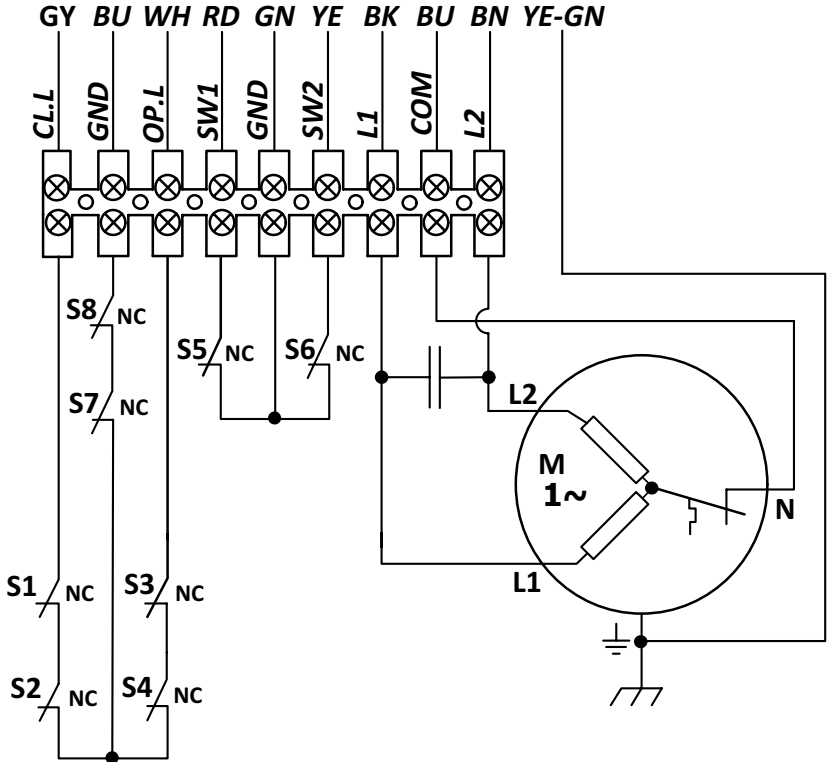 GY BU WH RD GN YE BK BU BN YE-GN
CL.L GND OP.L SW1 GND SW2 L1 COM L2
S8 NC
S5 NC S6 NC
S7 NC
L2
M
1~
N
L1
S1 NC S3 NC
S2 NC S4 NC